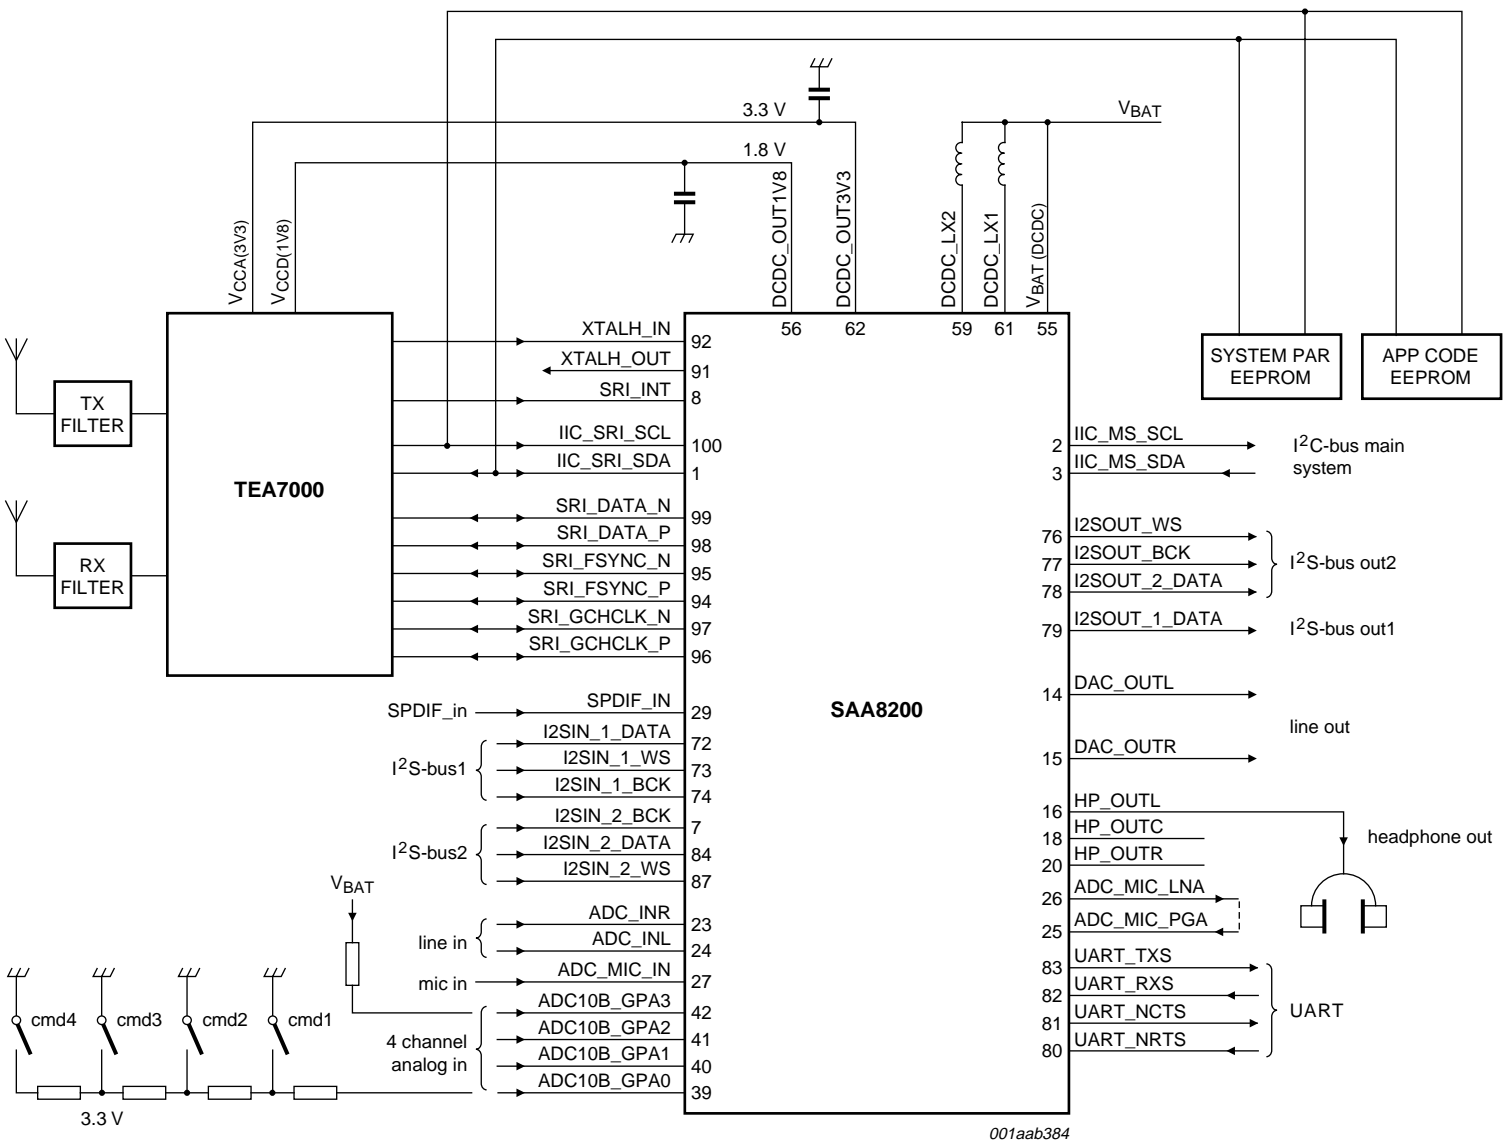 3.3 V
VBAT
1.8 V
VCCA(3V3)
VCCD(1V8)
DCDC_OUT1V8
DCDC_OUT3V3
DCDC_LX2
DCDC_LX1
VBAT (DCDC)
56
62
59
61
55
SYSTEM PAR
EEPROM
APP CODE
EEPROM
TX
FILTER
RX
FILTER
TEA7000
SAA8200
XTALH_IN
92
XTALH_OUT
91
SRI_INT
8
IIC_SRI_SCL
100
IIC_SRI_SDA
1
SRI_DATA_N
99
SRI_DATA_P
98
SRI_FSYNC_N
95
SRI_FSYNC_P
94
SRI_GCHCLK_N
97
SRI_GCHCLK_P
96
SPDIF_in
SPDIF_IN
29
I2S-bus1
I2SIN_1_DATA
72
I2SIN_1_WS
73
I2SIN_1_BCK
74
I2S-bus2
I2SIN_2_BCK
7
I2SIN_2_DATA
84
I2SIN_2_WS
87
VBAT
line in
ADC_INR
23
ADC_INL
24
mic in
ADC_MIC_IN
27
4 channel
analog in
ADC10B_GPA3
42
ADC10B_GPA2
41
ADC10B_GPA1
40
ADC10B_GPA0
39
cmd4
cmd3
cmd2
cmd1
3.3 V
2
IIC_MS_SCL
3
IIC_MS_SDA
I2C-bus main
system
76
I2SOUT_WS
77
I2SOUT_BCK
78
I2SOUT_2_DATA
I2S-bus out2
79
I2SOUT_1_DATA
I2S-bus out1
14
DAC_OUTL
15
DAC_OUTR
line out
16
HP_OUTL
18
HP_OUTC
20
HP_OUTR
headphone out
26
ADC_MIC_LNA
25
ADC_MIC_PGA
83
UART_TXS
82
UART_RXS
81
UART_NCTS
80
UART_NRTS
UART
001aab384